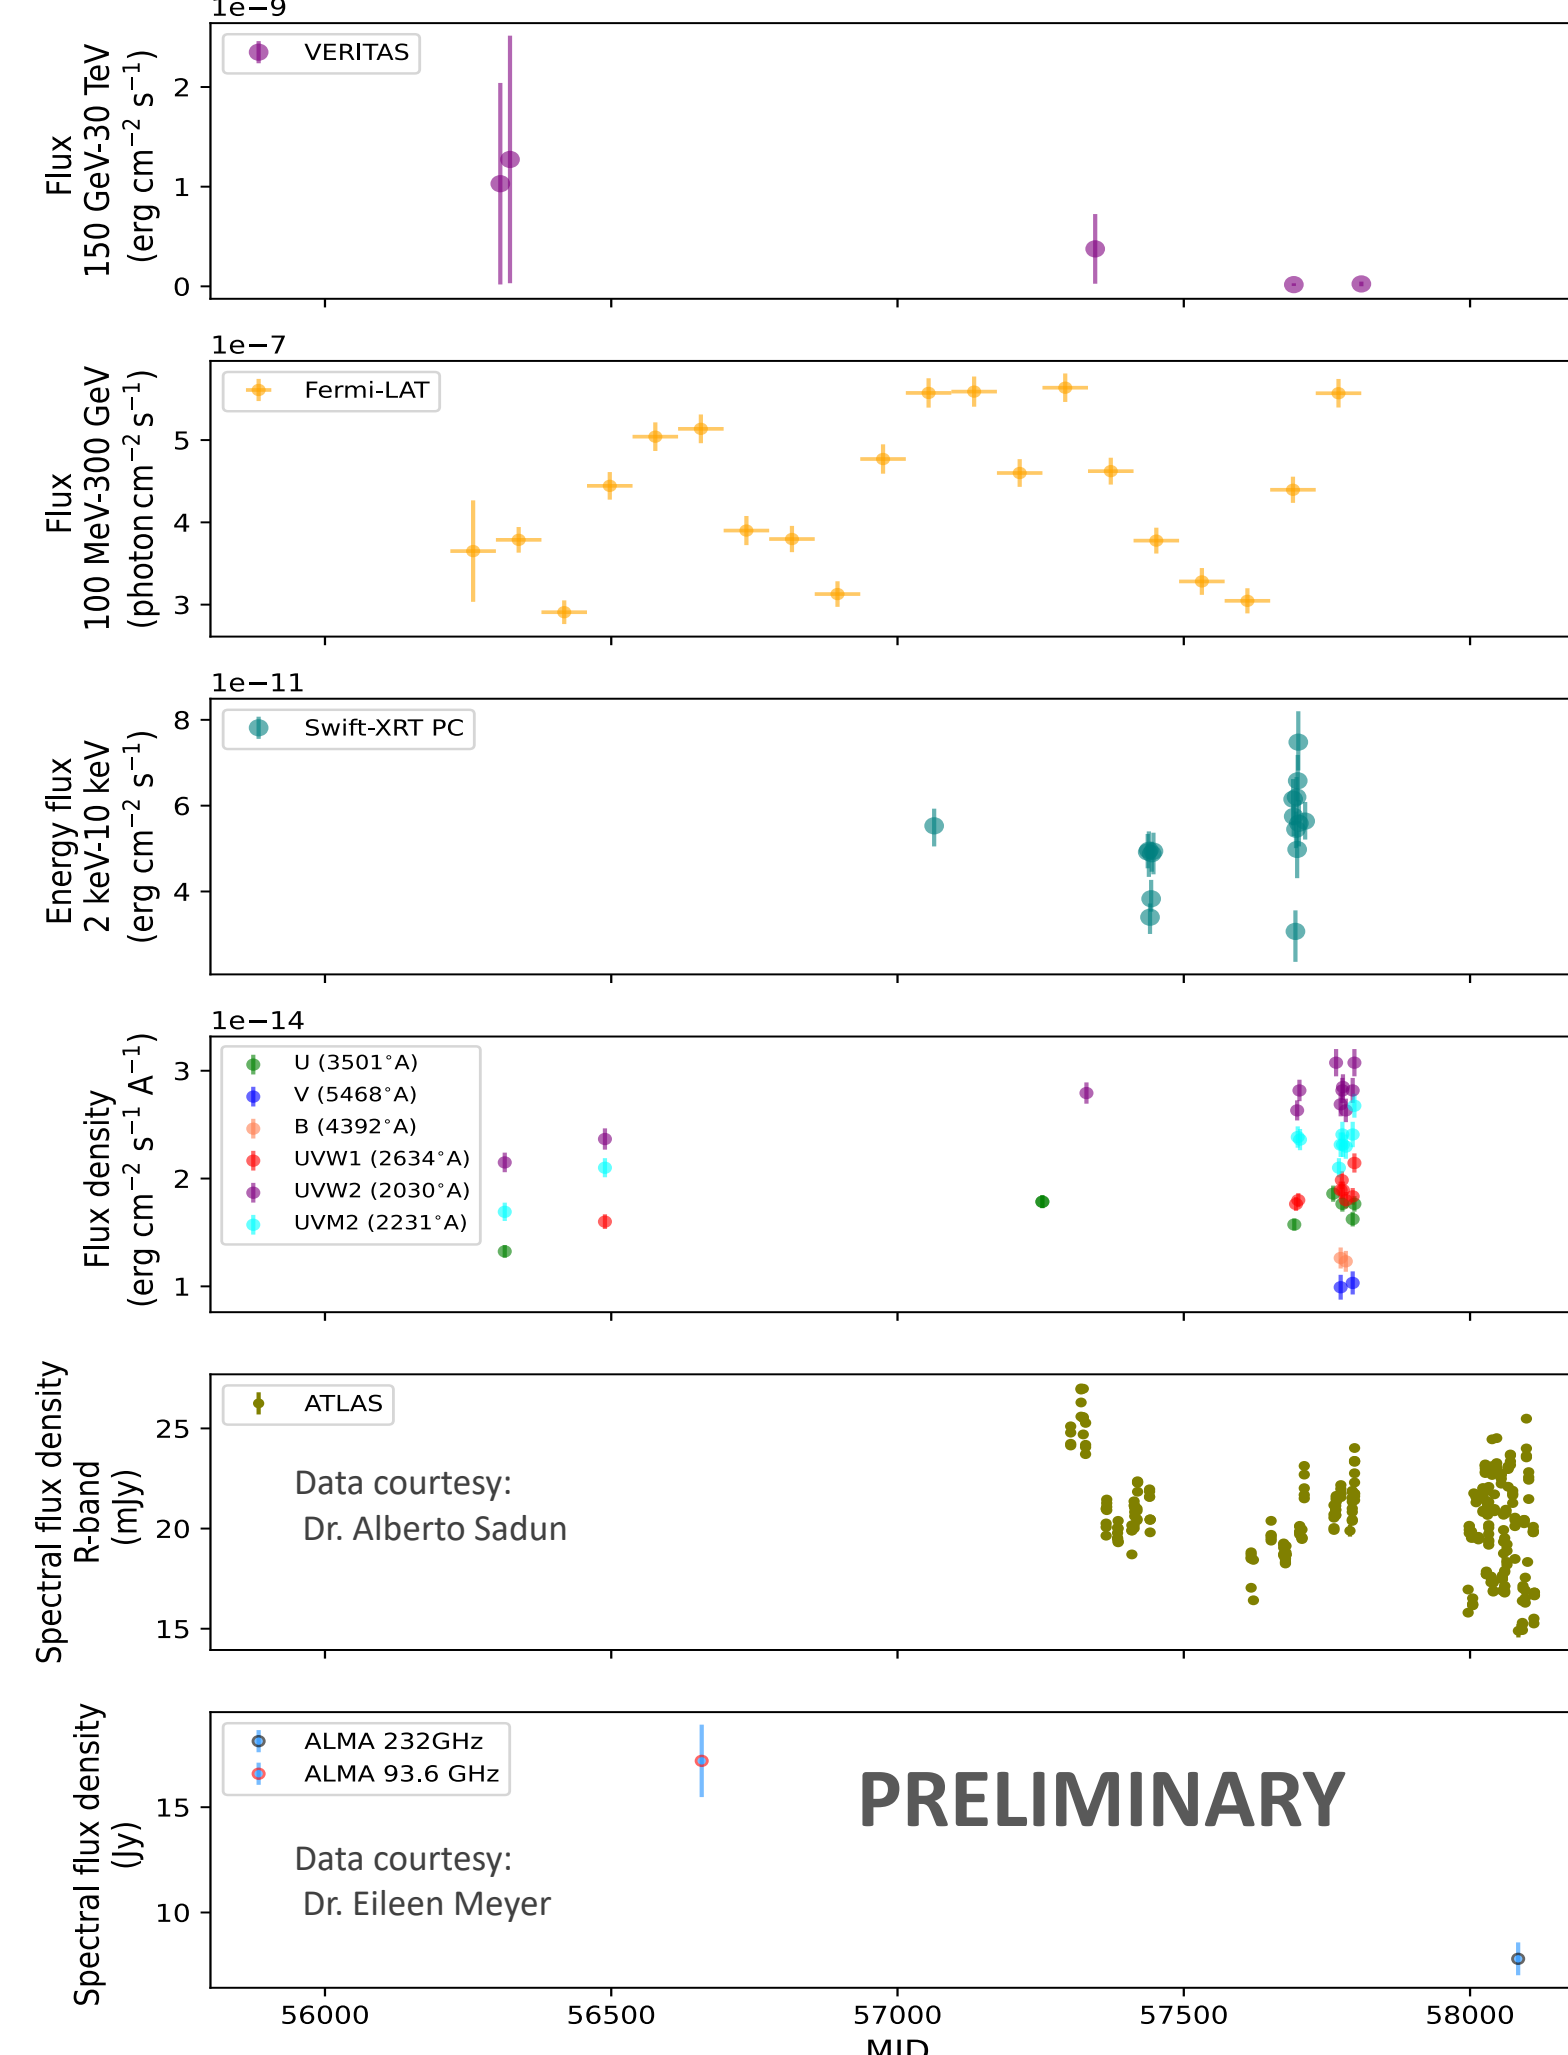 1e−9
Flux
150 GeV-30 TeV
(erg cm−2 s−1)
VERITAS
2
1
0
1e−7
Flux
100 MeV-300 GeV
(photon cm−2 s−1)
Fermi-LAT
5
4
3
1e−11
Energy flux
2 keV-10 keV
(erg cm−2 s−1)
Swift-XRT PC
8
6
4
1e−14
Flux density
(erg cm−2 s−1 A−1)
U (3501°A)
V (5468°A)
B (4392°A)
UVW1 (2634°A)
UVW2 (2030°A)
UVM2 (2231°A)
3
2
1
Spectral flux density
R-band
(mJy)
ATLAS
25
20
15
Data courtesy:
Dr. Alberto Sadun
Spectral flux density
(Jy)
ALMA 232GHz
ALMA 93.6 GHz
PRELIMINARY
15
10
Data courtesy:
Dr. Eileen Meyer
56000 56500 57000 57500 58000
MJD